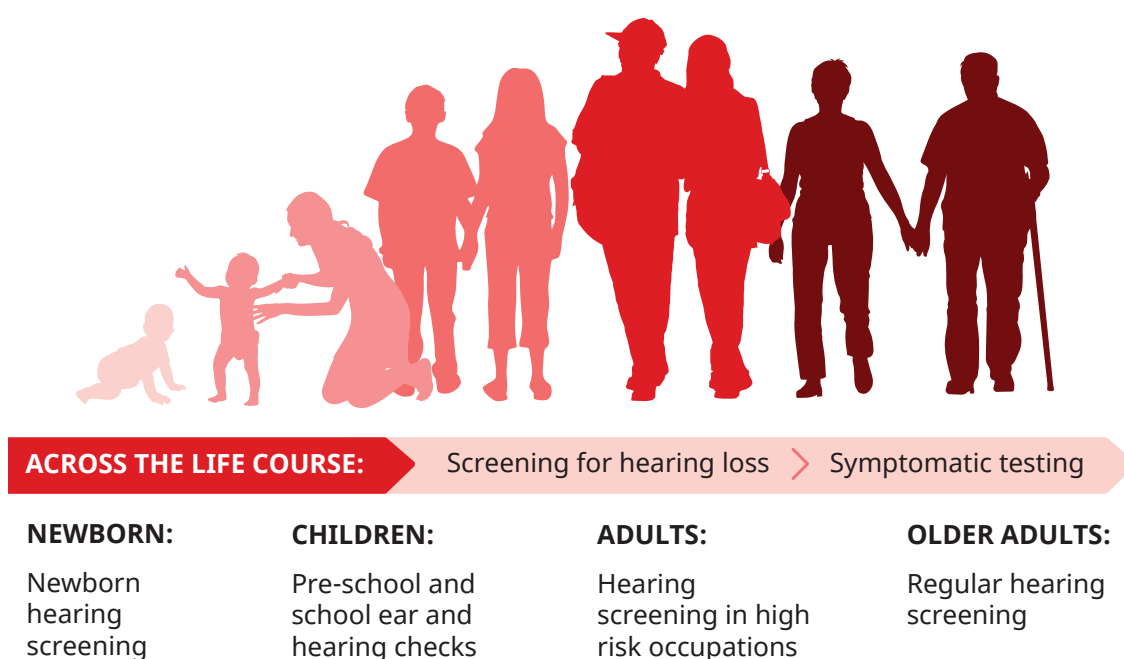 ACROSS THE LIFE COURSE: Screening for hearing loss Symptomatic testing
NEWBORN:
Newborn
hearing
screening
CHILDREN:
Pre-school and
school ear and
hearing checks
ADULTS:
Hearing
screening in high
risk occupations
OLDER ADULTS:
Regular hearing
screening